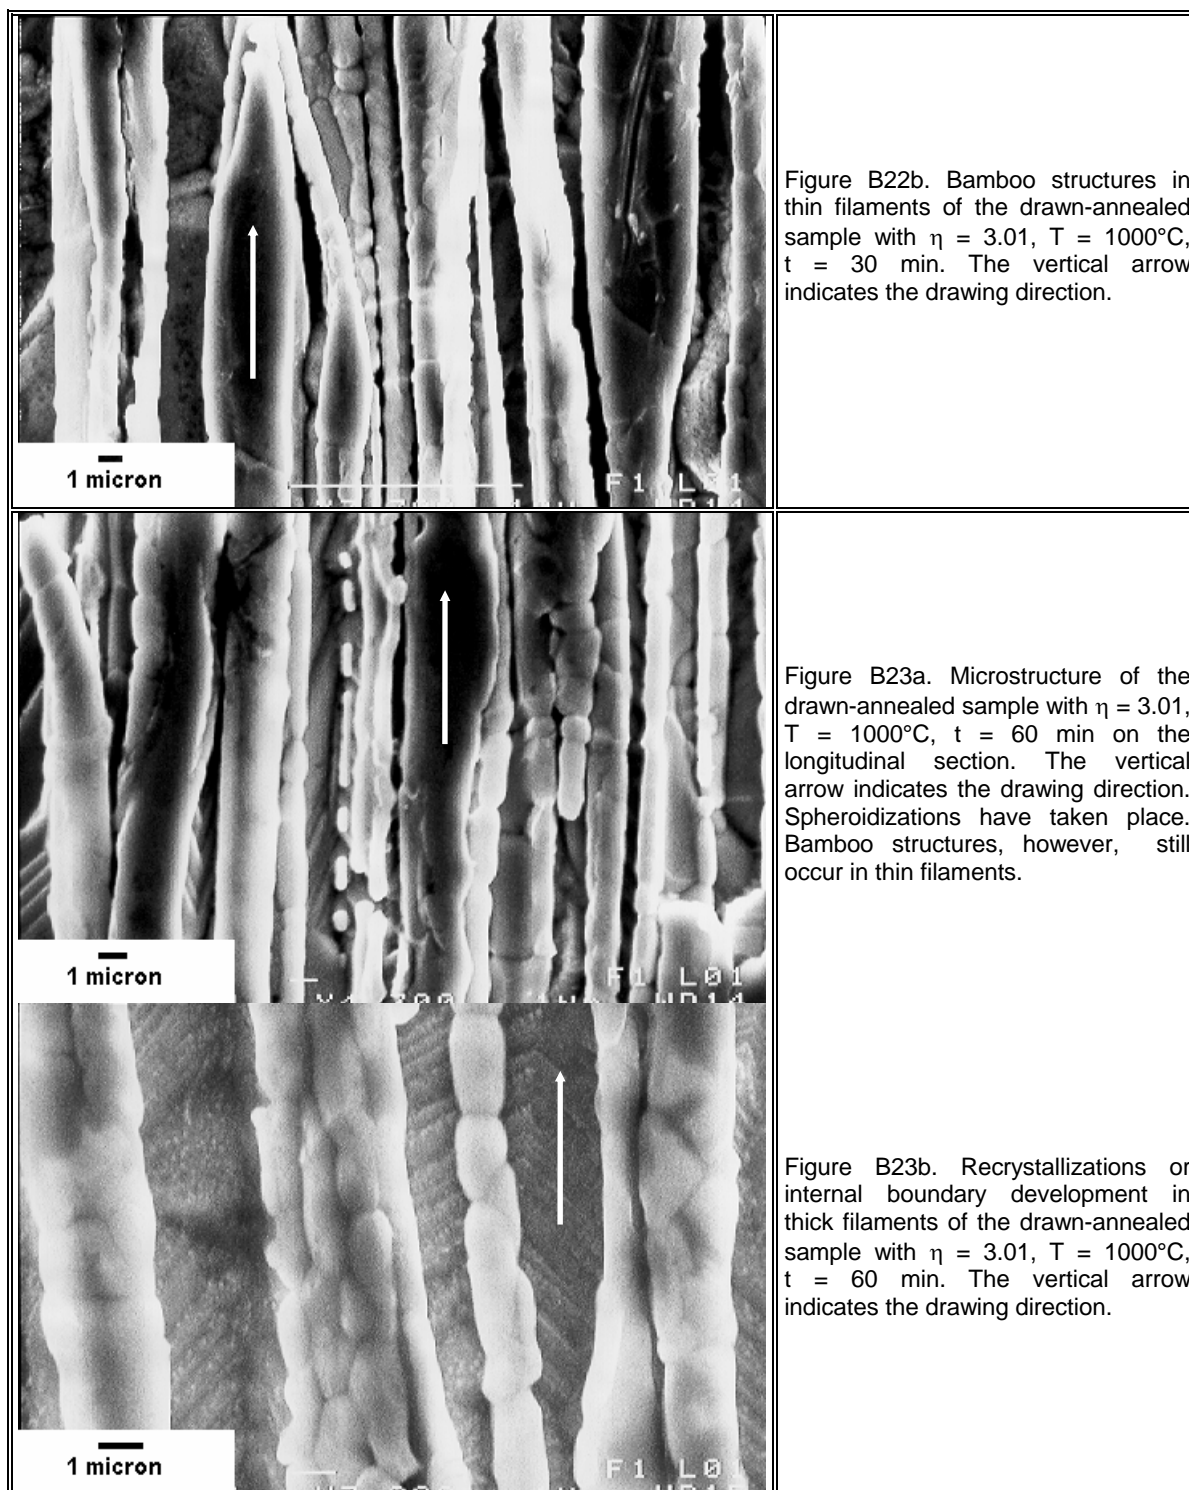 Figure B22b. Bamboo structures in
thin filaments of the drawn-annealed
sample with η = 3.01, T = 1000°C,
t = 30 min. The vertical arrow
indicates the drawing direction.
1 micron
F1 L01
Figure B23a. Microstructure of the
drawn-annealed sample with η = 3.01,
T = 1000°C, t = 60 min on the
longitudinal section. The vertical
arrow indicates the drawing direction.
Spheroidizations have taken place.
Bamboo structures, however, still
occur in thin filaments.
1 micron
F1 L01
Figure B23b. Recrystallizations or
internal boundary development in
thick filaments of the drawn-annealed
sample with η = 3.01, T = 1000°C,
t = 60 min. The vertical arrow
indicates the drawing direction.
1 micron
F1 L01